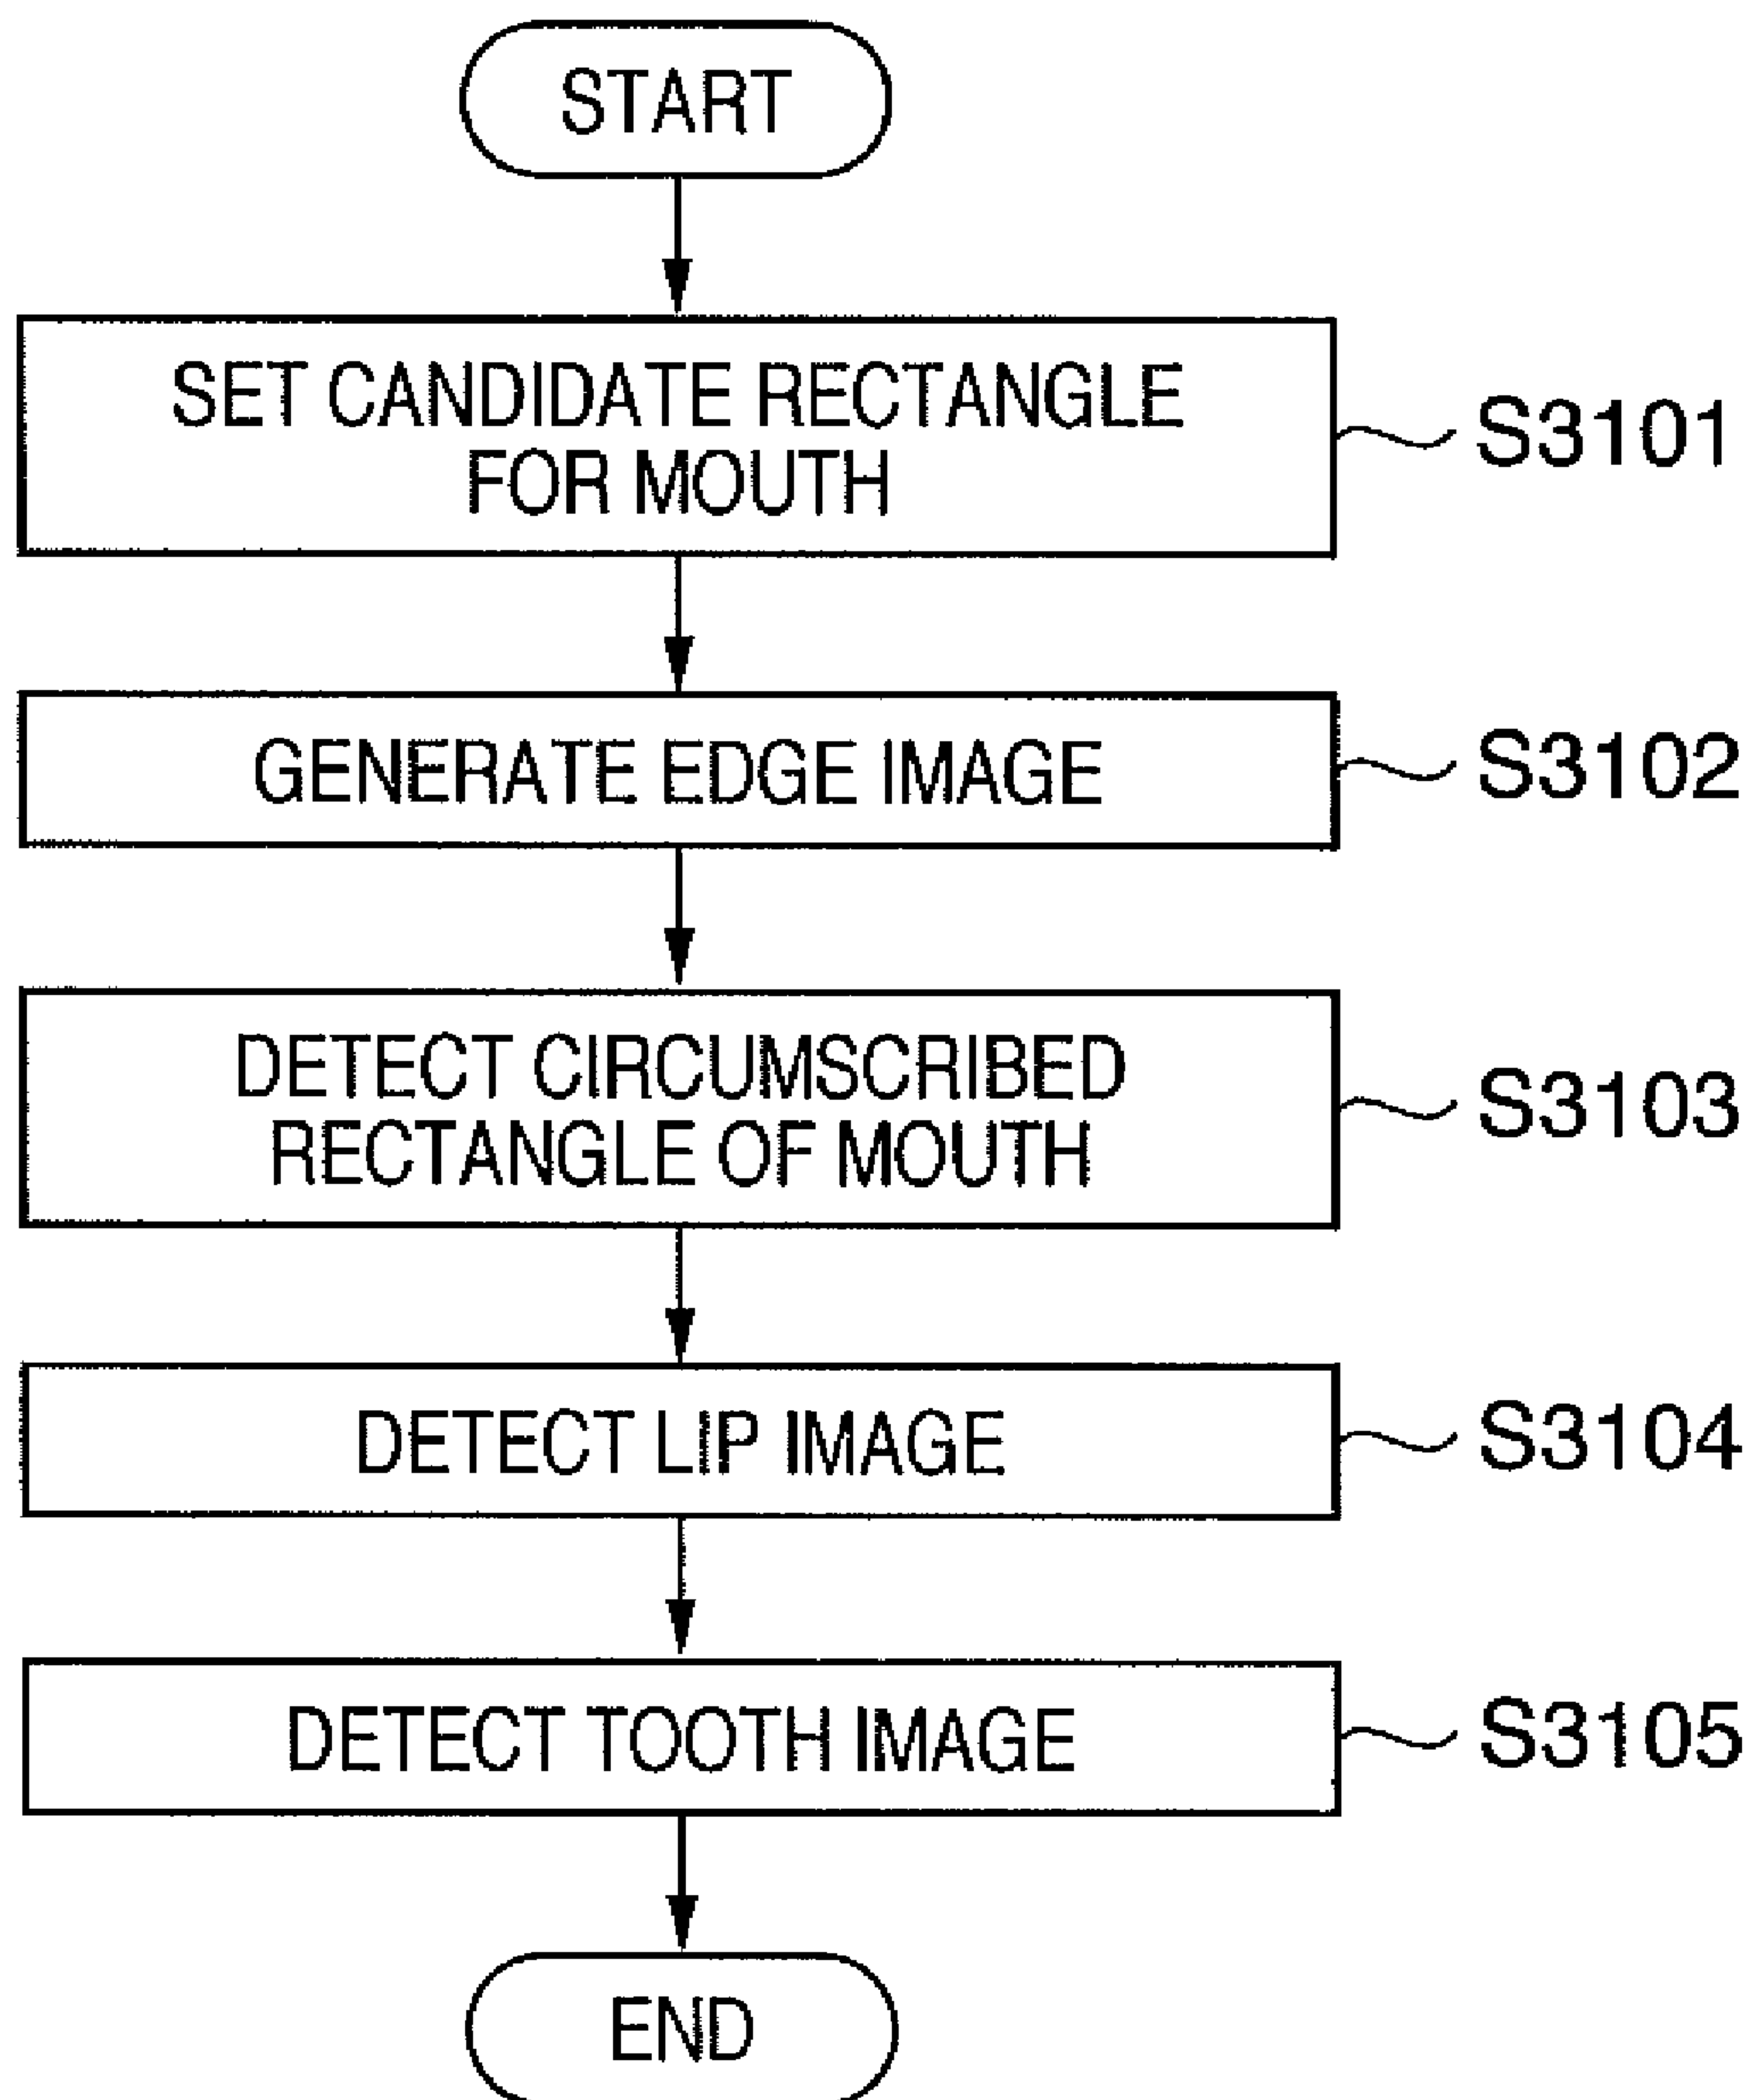 START
SET CANDIDATE RECTANGLE
FOR MOUTH
S3101
GENERATE EDGE IMAGE
S3102
DETECT CIRCUMSCRIBED
RECTANGLE OF MOUTH
S3103
DETECT LIP IMAGE
S3104
DETECT TOOTH IMAGE
S3105
END